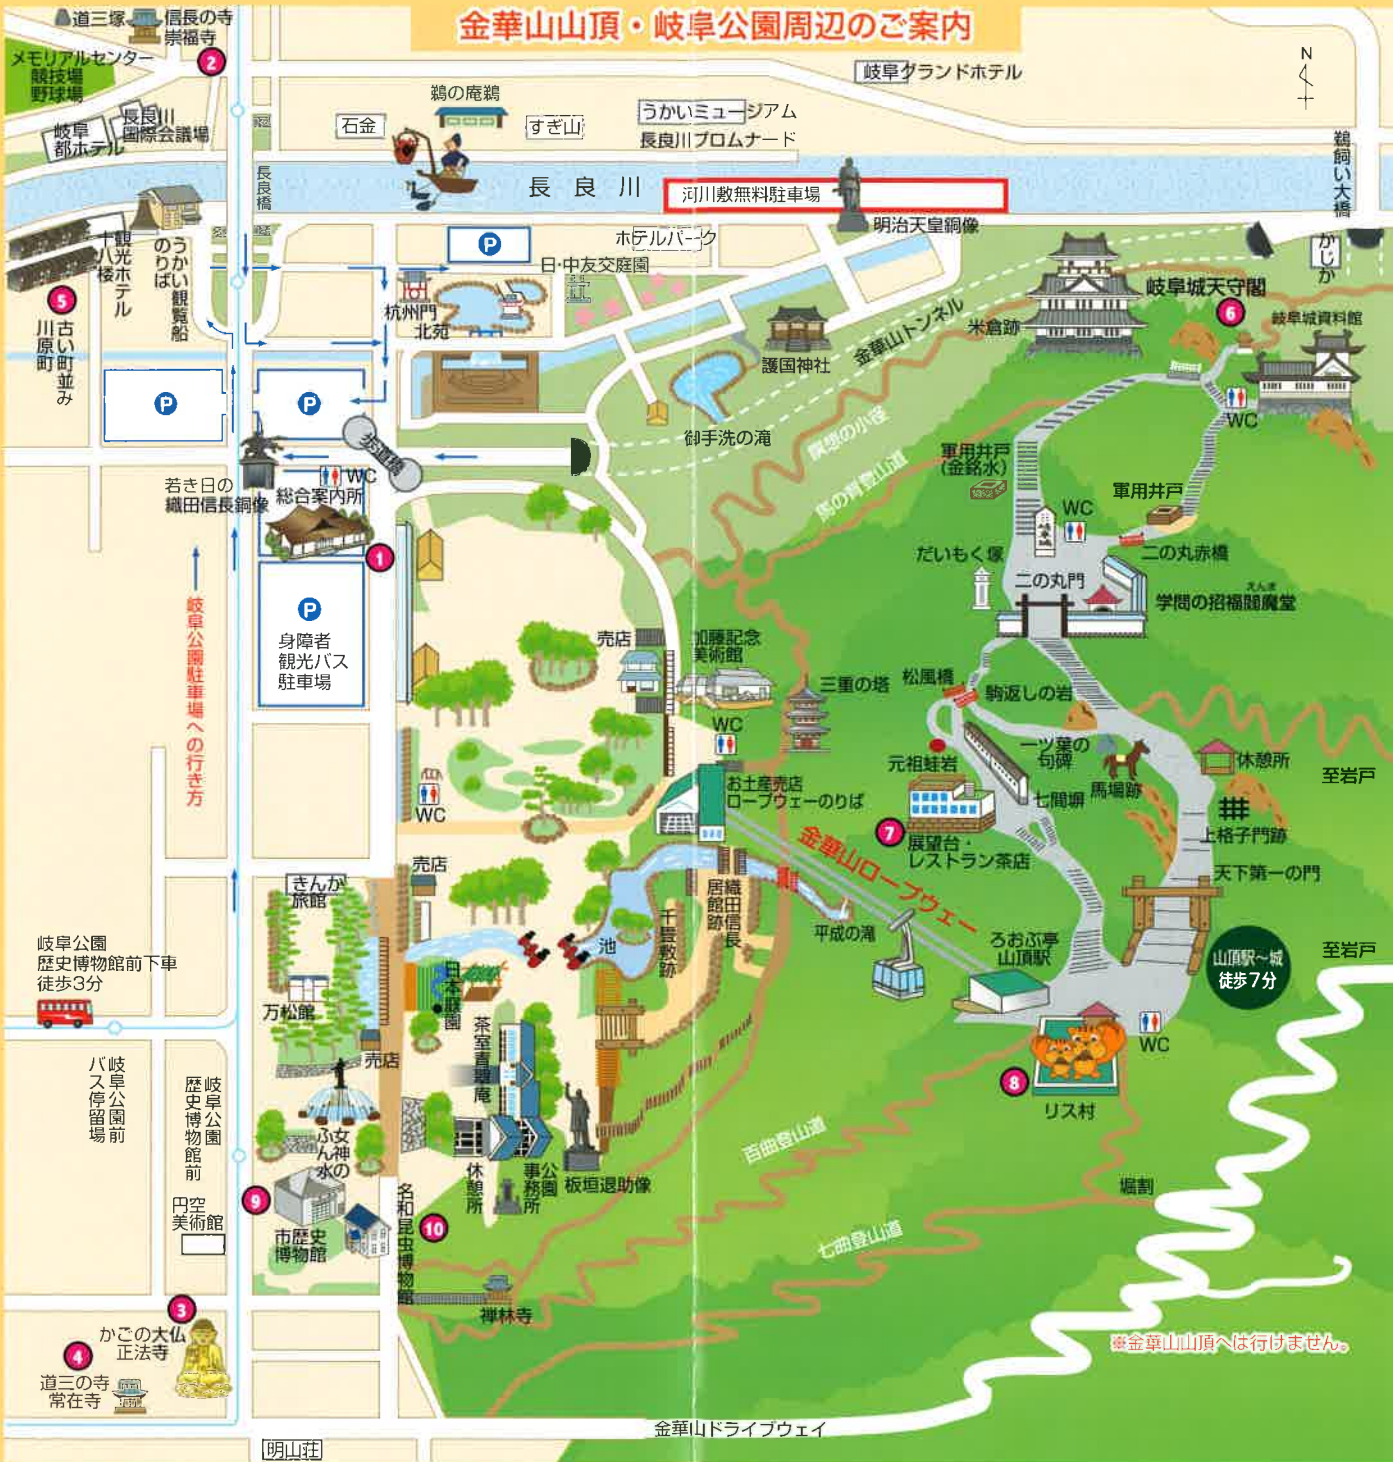 金華山山頂・岐阜公園周辺のご案内
道三塚
信長の寺
崇福寺
2
メモリアルセンター
競技場
野球場
岐阜
都ホテル
長良川
国際会議場
石金
鵜の庵鵜
すぎ山
うかいミュージアム
長良川プロムナード
岐阜グランドホテル
N
鵜飼い大橋
長良橋
長良川
河川敷無料駐車場
明治天皇銅像
かじか
十八楼
観光ホテル
うかい観覧船
のりば
5
古い町並み
川原町
P
ホテルパーク
日・中友交庭園
杭州門
北苑
護国神社
金華山トンネル
米倉跡
岐阜城天守閣
6
岐阜城資料館
WC
P
P
歩道橋
御手洗の滝
瞑想の小径
馬の背登山道
若き日の
織田信長銅像
WC
総合案内所
1
軍用井戸
(金銘水)
軍用井戸
岐阜城
WC
二の丸赤橋
だいもく塚
二の丸門
えんま
学問の招福閻魔堂
岐阜公園駐車場への行き方
P
身障者
観光バス
駐車場
売店
加藤記念
美術館
三重の塔
松風橋
駒返しの岩
WC
一ツ葉の
句碑
元祖蛙岩
馬場跡
休憩所
至岩戸
七間塀
上格子門跡
WC
お土産売店
ロープウェーのりば
金華山ロープウェー
7
展望台・
レストラン茶店
天下第一の門
きんか
旅館
売店
織田信長
居館跡
千畳敷跡
池
平成の滝
ろおぶ亭
山頂駅
山頂駅〜城
徒歩7分
至岩戸
岐阜公園
歴史博物館前下車
徒歩3分
万松館
日本庭園
売店
WC
8
リス村
岐阜公園前
バス停留場
岐阜公園
歴史博物館前
女神の
ふん水
休憩所
公園
事務所
板垣退助像
百曲登山道
堀割
9
市歴史
博物館
円空
美術館
名和昆虫博物館
10
七曲登山道
禅林寺
3
かごの大仏
正法寺
4
道三の寺
常在寺
※金華山山頂へは行けません。
金華山ドライブウェイ
明山荘